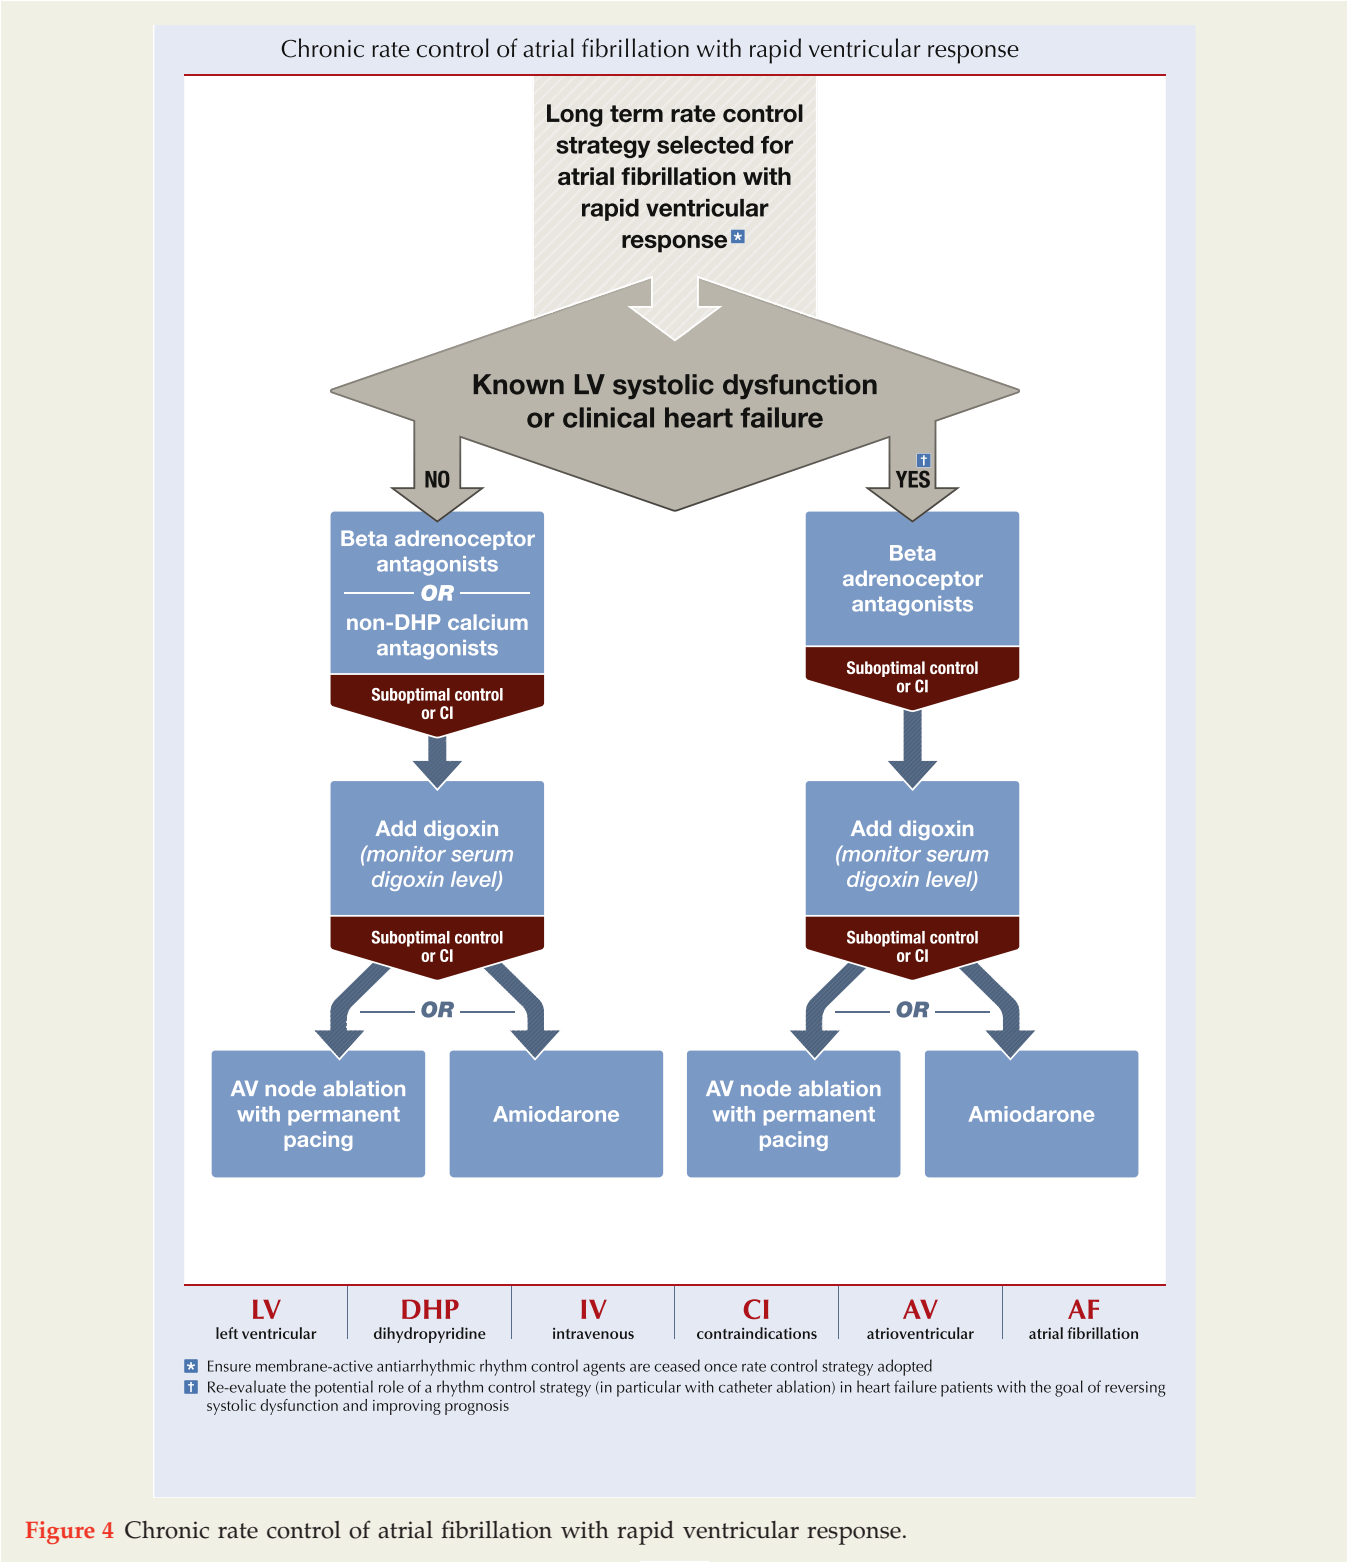 Chronic rate control of atrial fibrillation with rapid ventricular response
Long term rate control
strategy selected for
atrial fibrillation with
rapid ventricular
response*
Known LV systolic dysfunction
or clinical heart failure
NO
†
YES
Beta adrenoceptor
antagonists
OR
non-DHP calcium
antagonists
Suboptimal control
or CI
Add digoxin
(monitor serum
digoxin level)
Suboptimal control
or CI
OR
AV node ablation
with permanent
pacing
Amiodarone
Beta
adrenoceptor
antagonists
Suboptimal control
or CI
Add digoxin
(monitor serum
digoxin level)
Suboptimal control
or CI
OR
AV node ablation
with permanent
pacing
Amiodarone
LV
left ventricular
DHP
dihydropyridine
IV
intravenous
CI
contraindications
AV
atrioventricular
AF
atrial fibrillation
* Ensure membrane-active antiarrhythmic rhythm control agents are ceased once rate control strategy adopted
† Re-evaluate the potential role of a rhythm control strategy (in particular with catheter ablation) in heart failure patients with the goal of reversing
systolic dysfunction and improving prognosis
Figure 4 Chronic rate control of atrial fibrillation with rapid ventricular response.